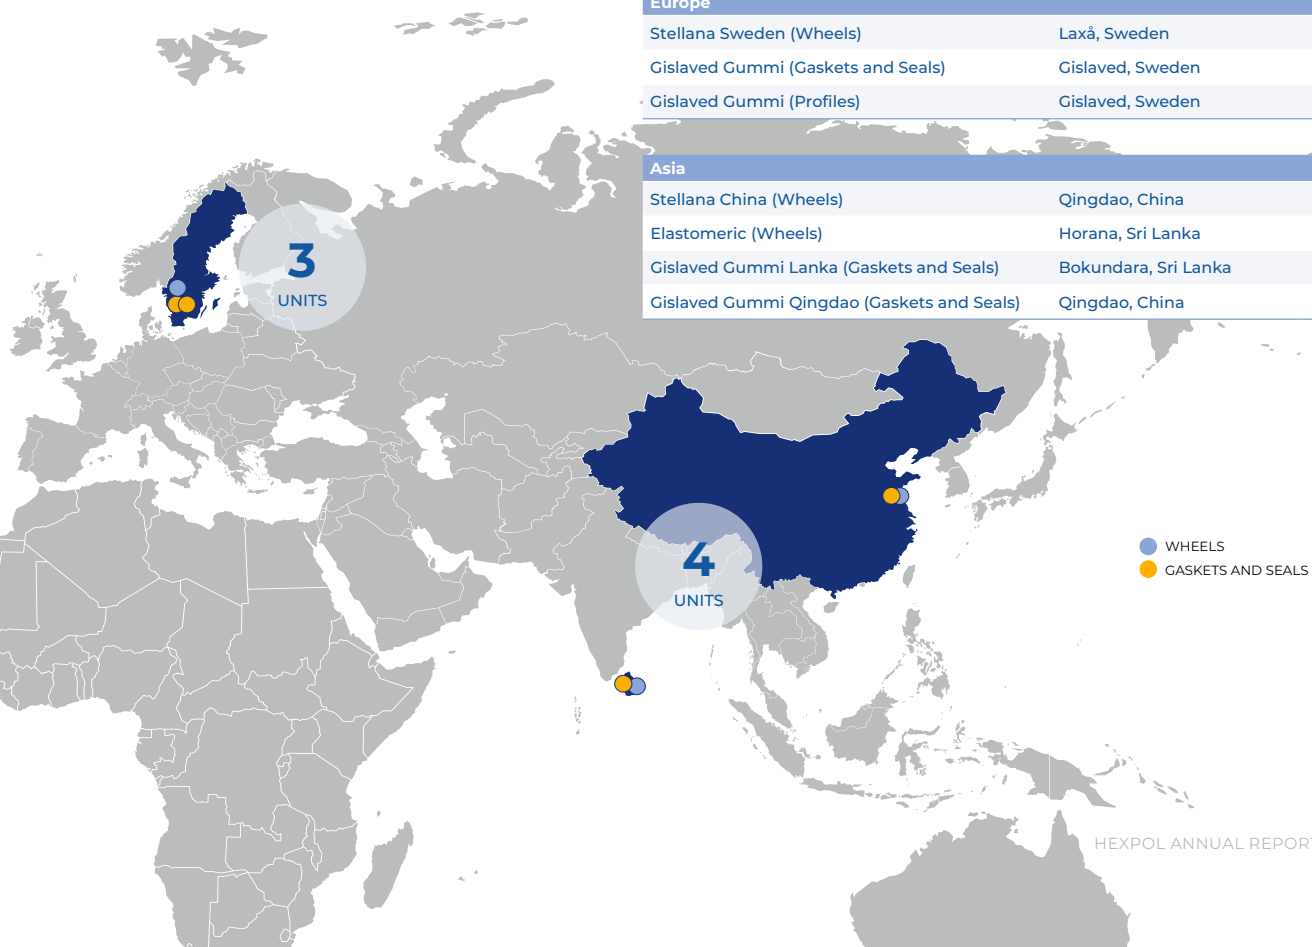 Europe
Stellana Sweden (Wheels) Laxå, Sweden
Gislaved Gummi (Gaskets and Seals) Gislaved, Sweden
Gislaved Gummi (Profiles) Gislaved, Sweden
Asia
Stellana China (Wheels) Qingdao, China
Elastomeric (Wheels) Horana, Sri Lanka
Gislaved Gummi Lanka (Gaskets and Seals) Bokundara, Sri Lanka
Gislaved Gummi Qingdao (Gaskets and Seals) Qingdao, China
3
UNITS
4
UNITS
WHEELS
GASKETS AND SEALS
HEXPOL ANNUAL REPORT